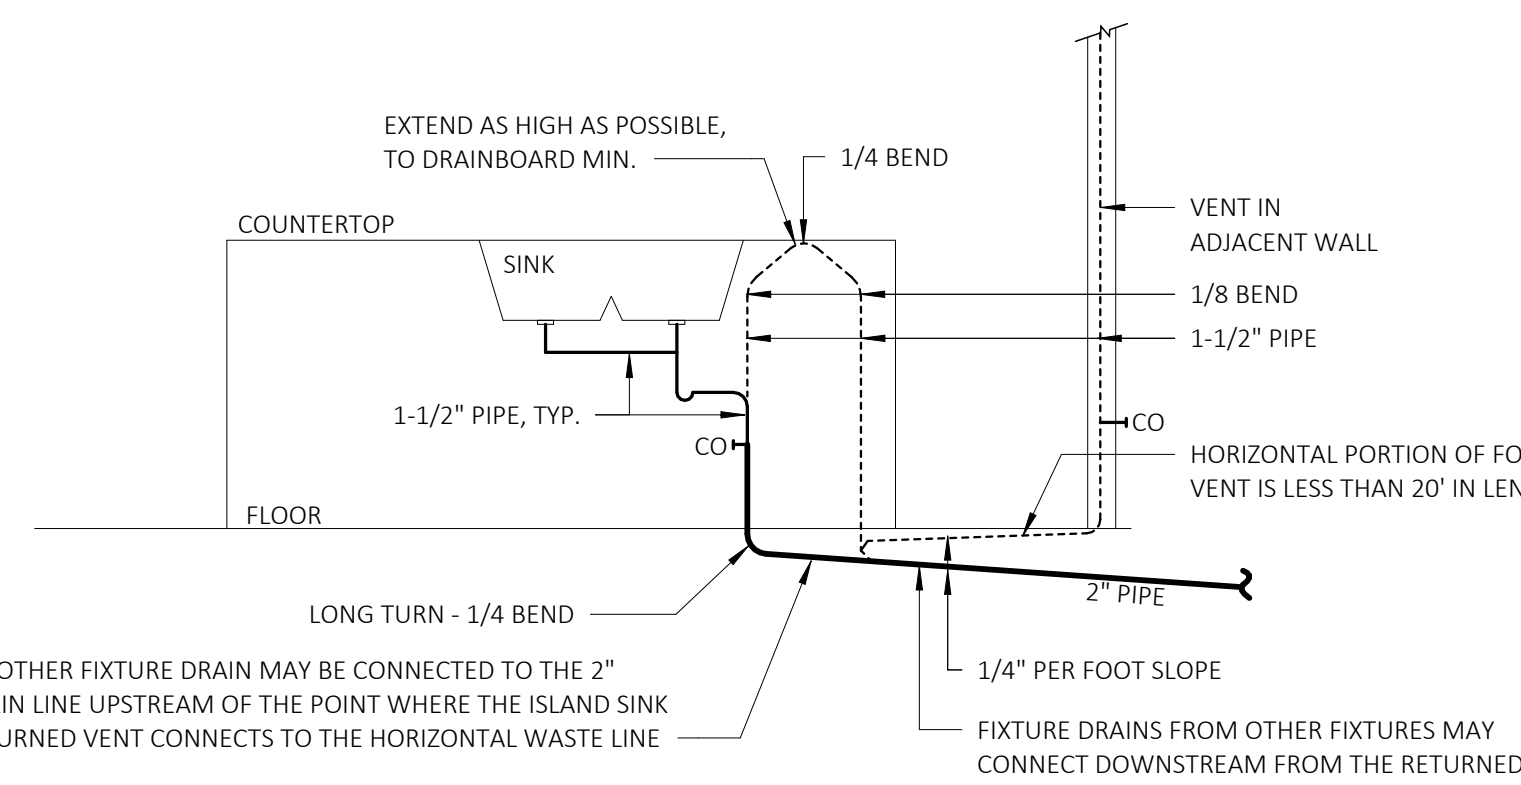 EXTEND AS HIGH AS POSSIBLE,
TO DRAINBOARD MIN.
1/4 BEND
COUNTERTOP
SINK
VENT IN
ADJACENT WALL
1/8 BEND
1-1/2" PIPE
1-1/2" PIPE, TYP.
CO
CO
HORIZONTAL PORTION OF FO
VENT IS LESS THAN 20' IN LEN
FLOOR
2" PIPE
LONG TURN - 1/4 BEND
OTHER FIXTURE DRAIN MAY BE CONNECTED TO THE 2"
IN LINE UPSTREAM OF THE POINT WHERE THE ISLAND SINK
URNED VENT CONNECTS TO THE HORIZONTAL WASTE LINE
1/4" PER FOOT SLOPE
FIXTURE DRAINS FROM OTHER FIXTURES MAY
CONNECT DOWNSTREAM FROM THE RETURNED